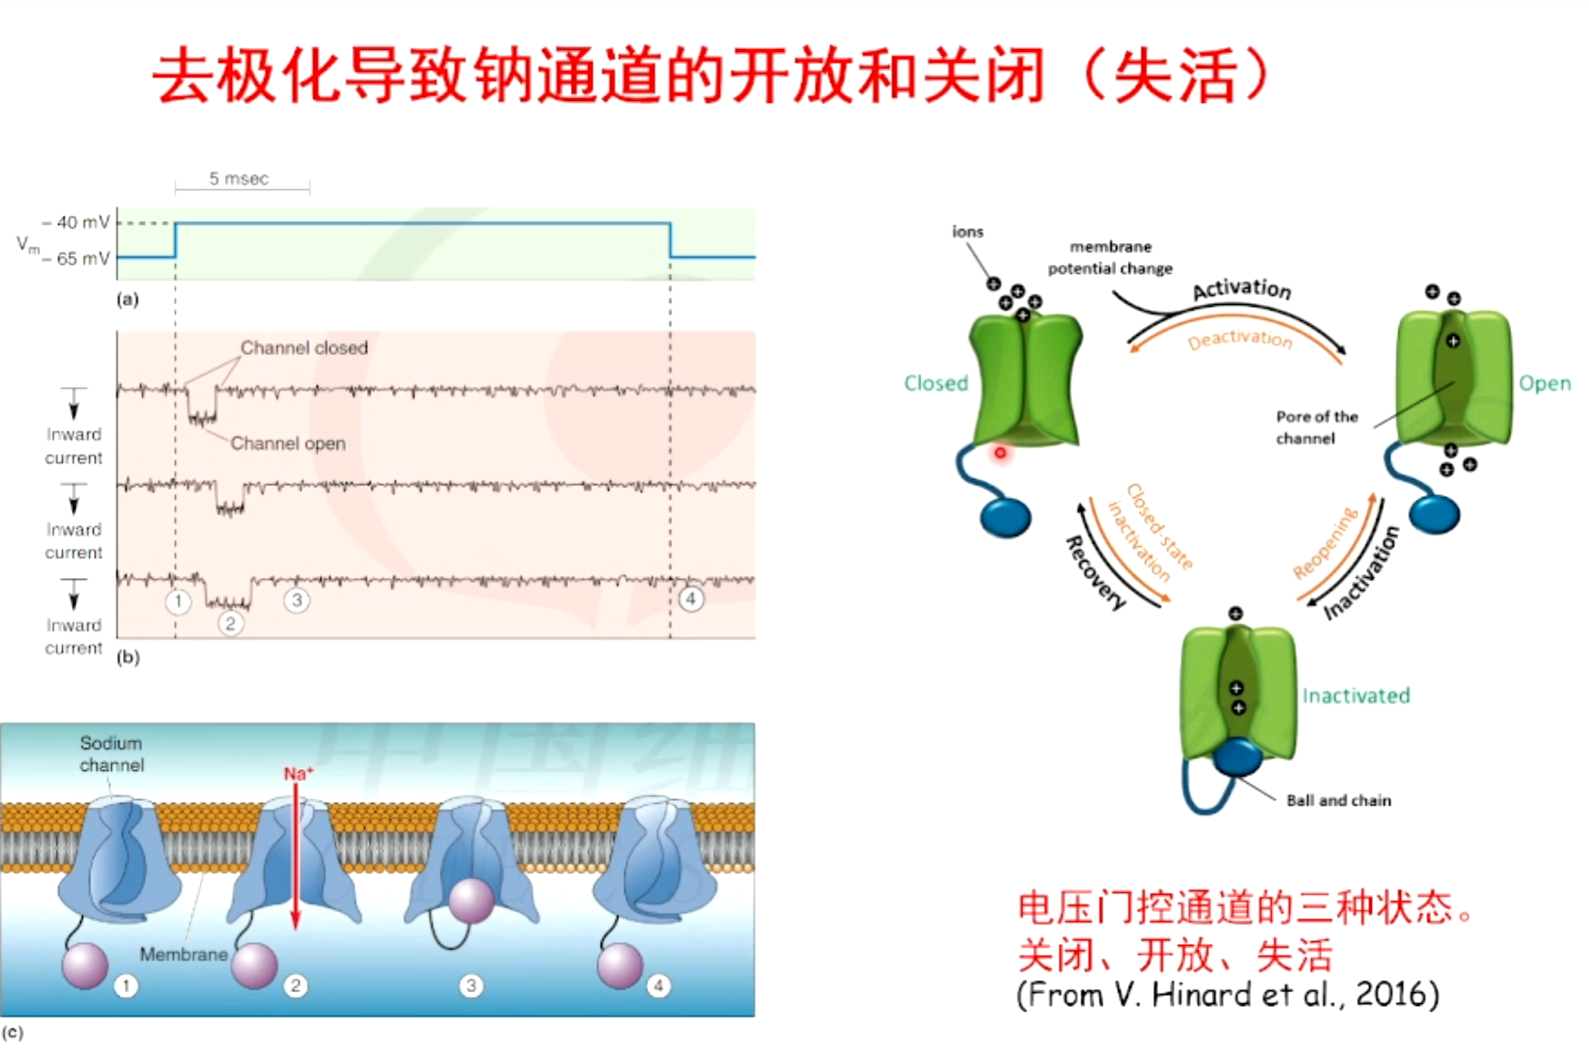 去极化导致钠通道的开放和关闭（失活）
5 msec
– 40 mV
Vm
– 65 mV
(a)
Channel closed
Channel open
Inward
current
Inward
current
Inward
current
1
2
3
4
(b)
Sodium
channel
Na⁺
Membrane
1
2
3
4
(c)
ions
membrane
potential change
Activation
Deactivation
Closed
Open
Pore of the
channel
Closed-state
inactivation
Recovery
Reopening
Inactivation
Inactivated
Ball and chain
电压门控通道的三种状态。
关闭、开放、失活
(From V. Hinard et al., 2016)